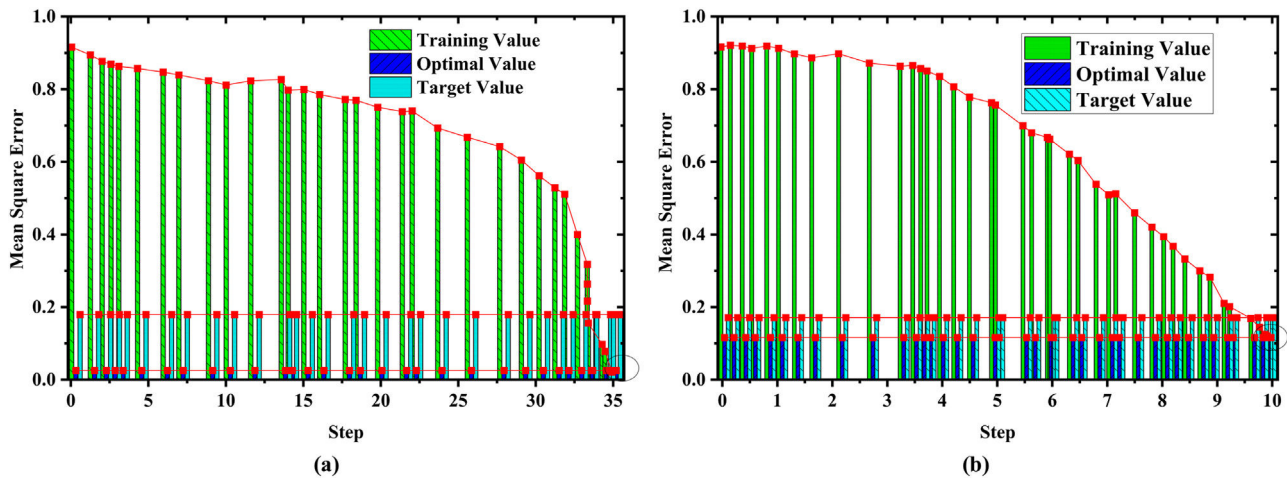 Mean Square Error
1.0
0.8
0.6
0.4
0.2
0.0
Training Value
Optimal Value
Target Value
0 5 10 15 20 25 30 35
Step
(a)
Mean Square Error
1.0
0.8
0.6
0.4
0.2
0.0
Training Value
Optimal Value
Target Value
0 1 2 3 4 5 6 7 8 9 10
Step
(b)